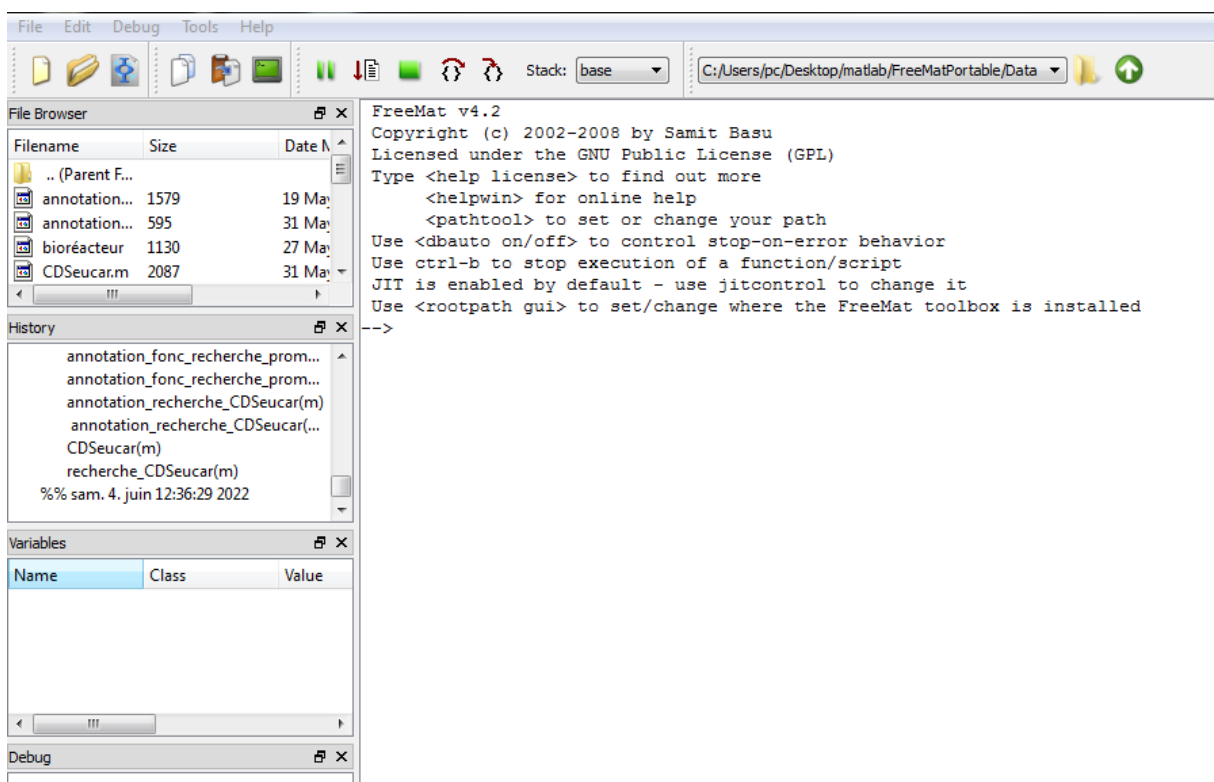 File Edit Debug Tools Help
Stack: base C:/Users/pc/Desktop/matlab/FreeMatPortable/Data
File Browser
Filename Size Date M
.. (Parent F...
annotation... 1579 19 May
annotation... 595 31 May
bioréacteur 1130 27 May
CDSeucar.m 2087 31 May
History
annotation_fonc_recherche_prom...
annotation_fonc_recherche_prom...
annotation_recherche_CDSeucar(m)
annotation_recherche_CDSeucar(...
CDSeucar(m)
recherche_CDSeucar(m)
%% sam. 4. juin 12:36:29 2022
Variables
Name Class Value
Debug
FreeMat v4.2
Copyright (c) 2002-2008 by Samit Basu
Licensed under the GNU Public License (GPL)
Type <help license> to find out more
<helpwin> for online help
<pathtool> to set or change your path
Use <dbauto on/off> to control stop-on-error behavior
Use ctrl-b to stop execution of a function/script
JIT is enabled by default - use jitcontrol to change it
Use <rootpath gui> to set/change where the FreeMat toolbox is installed
-->